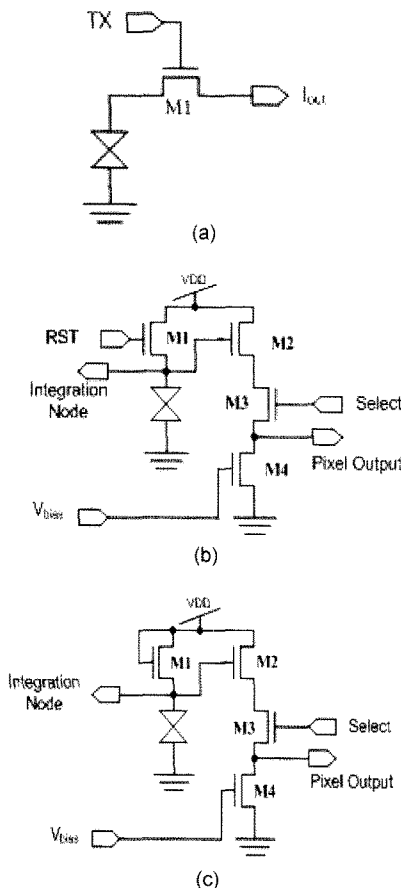 TX
M1
Iout
(a)
VDD
RST
M1
M2
Integration
Node
M3
Select
Pixel Output
M4
Vbias
(b)
VDD
M1
M2
Integration
Node
M3
Select
Pixel Output
M4
Vbias
(c)